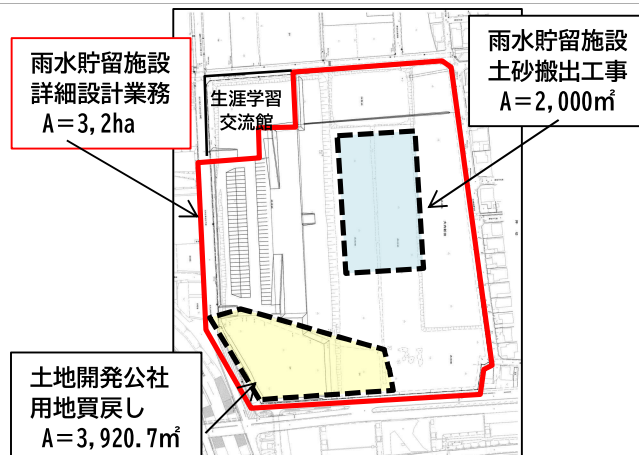 雨水貯留施設
詳細設計業務
A=3,2ha
生涯学習
交流館
雨水貯留施設
土砂搬出工事
A=2,000㎡
土地開発公社
用地買戻し
A=3,920.7㎡